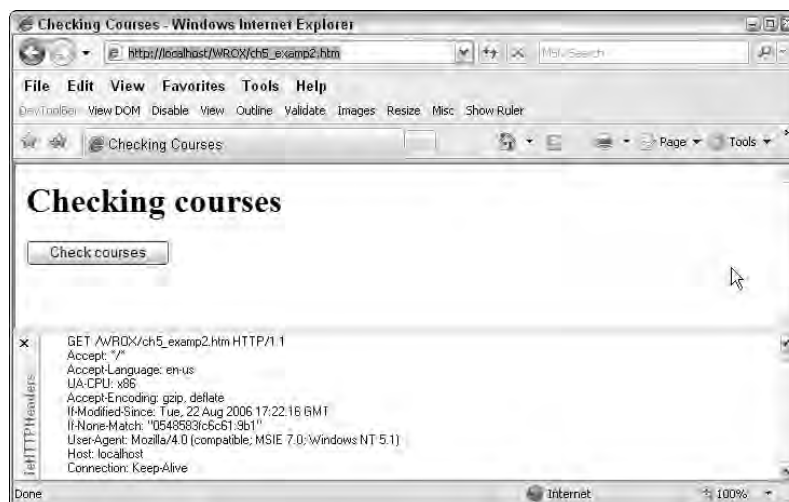 Checking Courses - Windows Internet Explorer
http://localhost/WROX/ch5_examp2.htm
MSN Search
File Edit View Favorites Tools Help
DevToolBar View DOM Disable View Outline Validate Images Resize Misc Show Ruler
Checking Courses
Page Tools
Checking courses
Check courses
GET /WROX/ch5_examp2.htm HTTP/1.1
Accept: */*
Accept-Language: en-us
UA-CPU: x86
Accept-Encoding: gzip, deflate
If-Modified-Since: Tue, 22 Aug 2006 17:22:16 GMT
If-None-Match: "0548583fc6c61:9b1"
User-Agent: Mozilla/4.0 (compatible; MSIE 7.0; Windows NT 5.1)
Host: localhost
Connection: Keep-Alive
ieHTTPHeaders
Done
Internet
100%